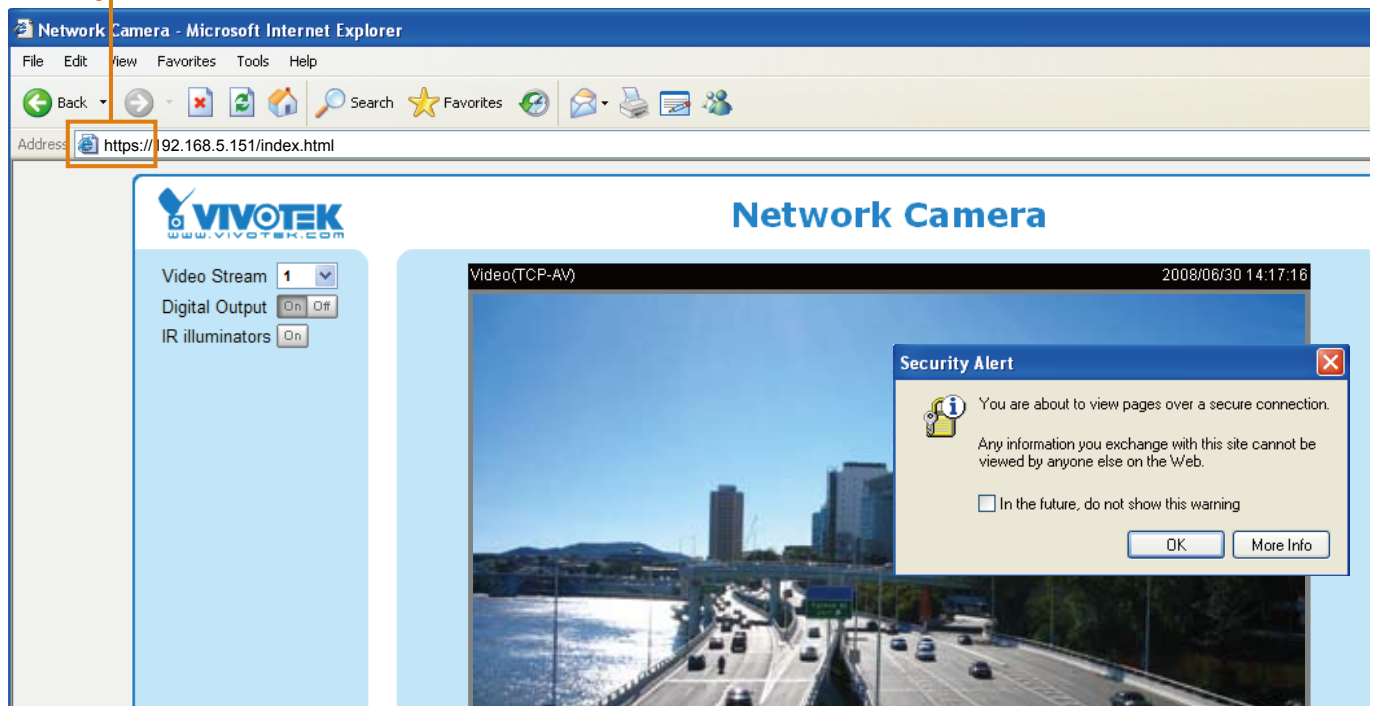 Network Camera - Microsoft Internet Explorer
File Edit View Favorites Tools Help
Back Search Favorites
Address https://192.168.5.151/index.html
VIVOTEK
www.vivotek.com
Network Camera
Video Stream 1
Digital Output On Off
IR illuminators On
Video(TCP-AV) 2008/06/30 14:17:16
Security Alert
You are about to view pages over a secure connection.
Any information you exchange with this site cannot be
viewed by anyone else on the Web.
In the future, do not show this warning
OK More Info